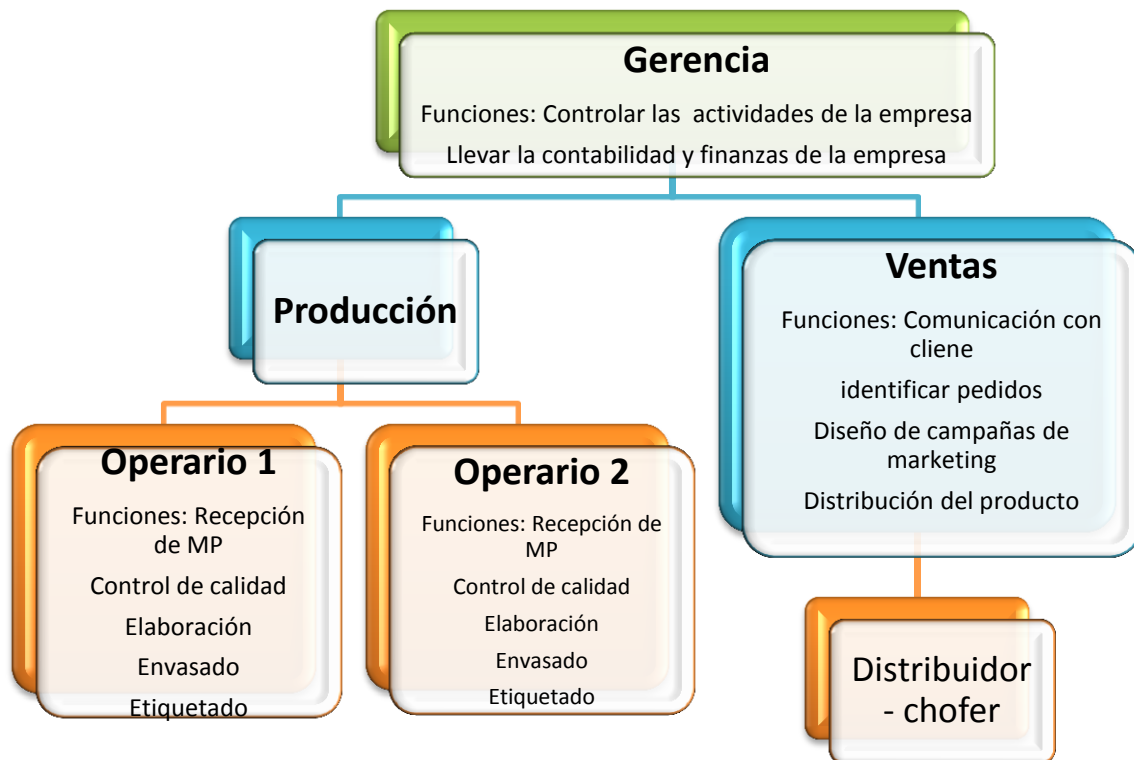 Gerencia
Funciones: Controlar las actividades de la empresa
Llevar la contabilidad y finanzas de la empresa
Producción
Ventas
Funciones: Comunicación con
cliene
identificar pedidos
Diseño de campañas de
marketing
Distribución del producto
Operario 1
Funciones: Recepción
de MP
Control de calidad
Elaboración
Envasado
Etiquetado
Operario 2
Funciones: Recepción de
MP
Control de calidad
Elaboración
Envasado
Etiquetado
Distribuidor
- chofer